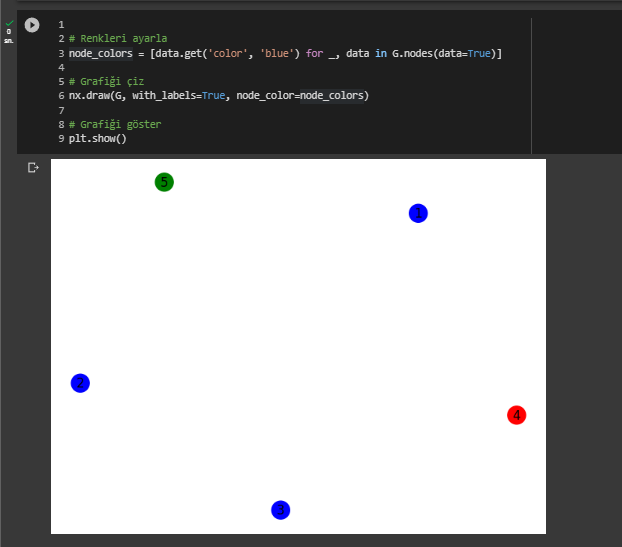 0
sn.
1
2 # Renkleri ayarla
3 node_colors = [data.get('color', 'blue') for _, data in G.nodes(data=True)]
4
5 # Grafiği çiz
6 nx.draw(G, with_labels=True, node_color=node_colors)
7
8 # Grafiği göster
9 plt.show()
5
1
2
4
3